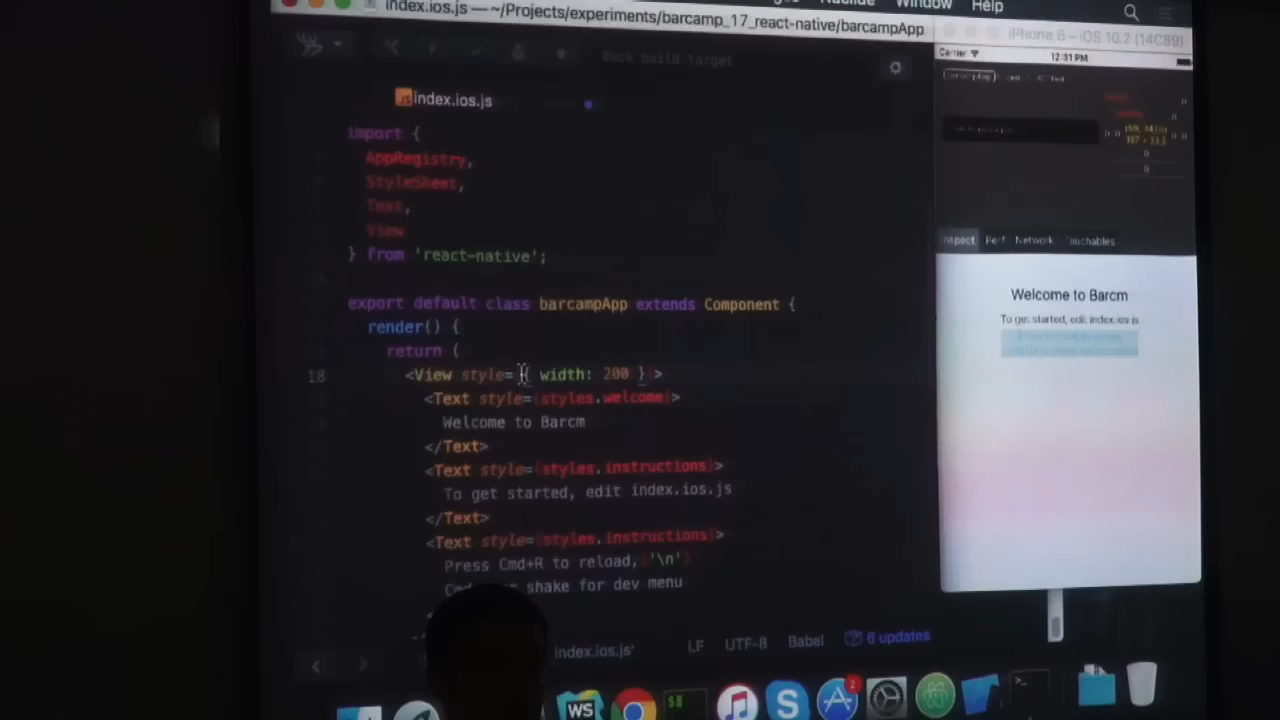 Window Help
index.ios.js — ~/Projects/experiments/barcamp_17_react-native/barcampApp
iPhone 6 – iOS 10.2 (14C89)
Buck build target
Carrier 12:31 PM
index.ios.js
import {
AppRegistry,
StyleSheet,
Text,
View
} from 'react-native';
export default class barcampApp extends Component {
render() {
return (
18 <View style={{ width: 200 }}>
<Text style={styles.welcome}>
Welcome to Barcm
</Text>
<Text style={styles.instructions}>
To get started, edit index.ios.js
</Text>
<Text style={styles.instructions}>
Press Cmd+R to reload,{'\n'}
shake for dev menu
Inspect Perf Network Touchables
Welcome to Barcm
To get started, edit index.ios.js
index.ios.js* LF UTF-8 Babel 6 updates
WS
$
S
2
>_